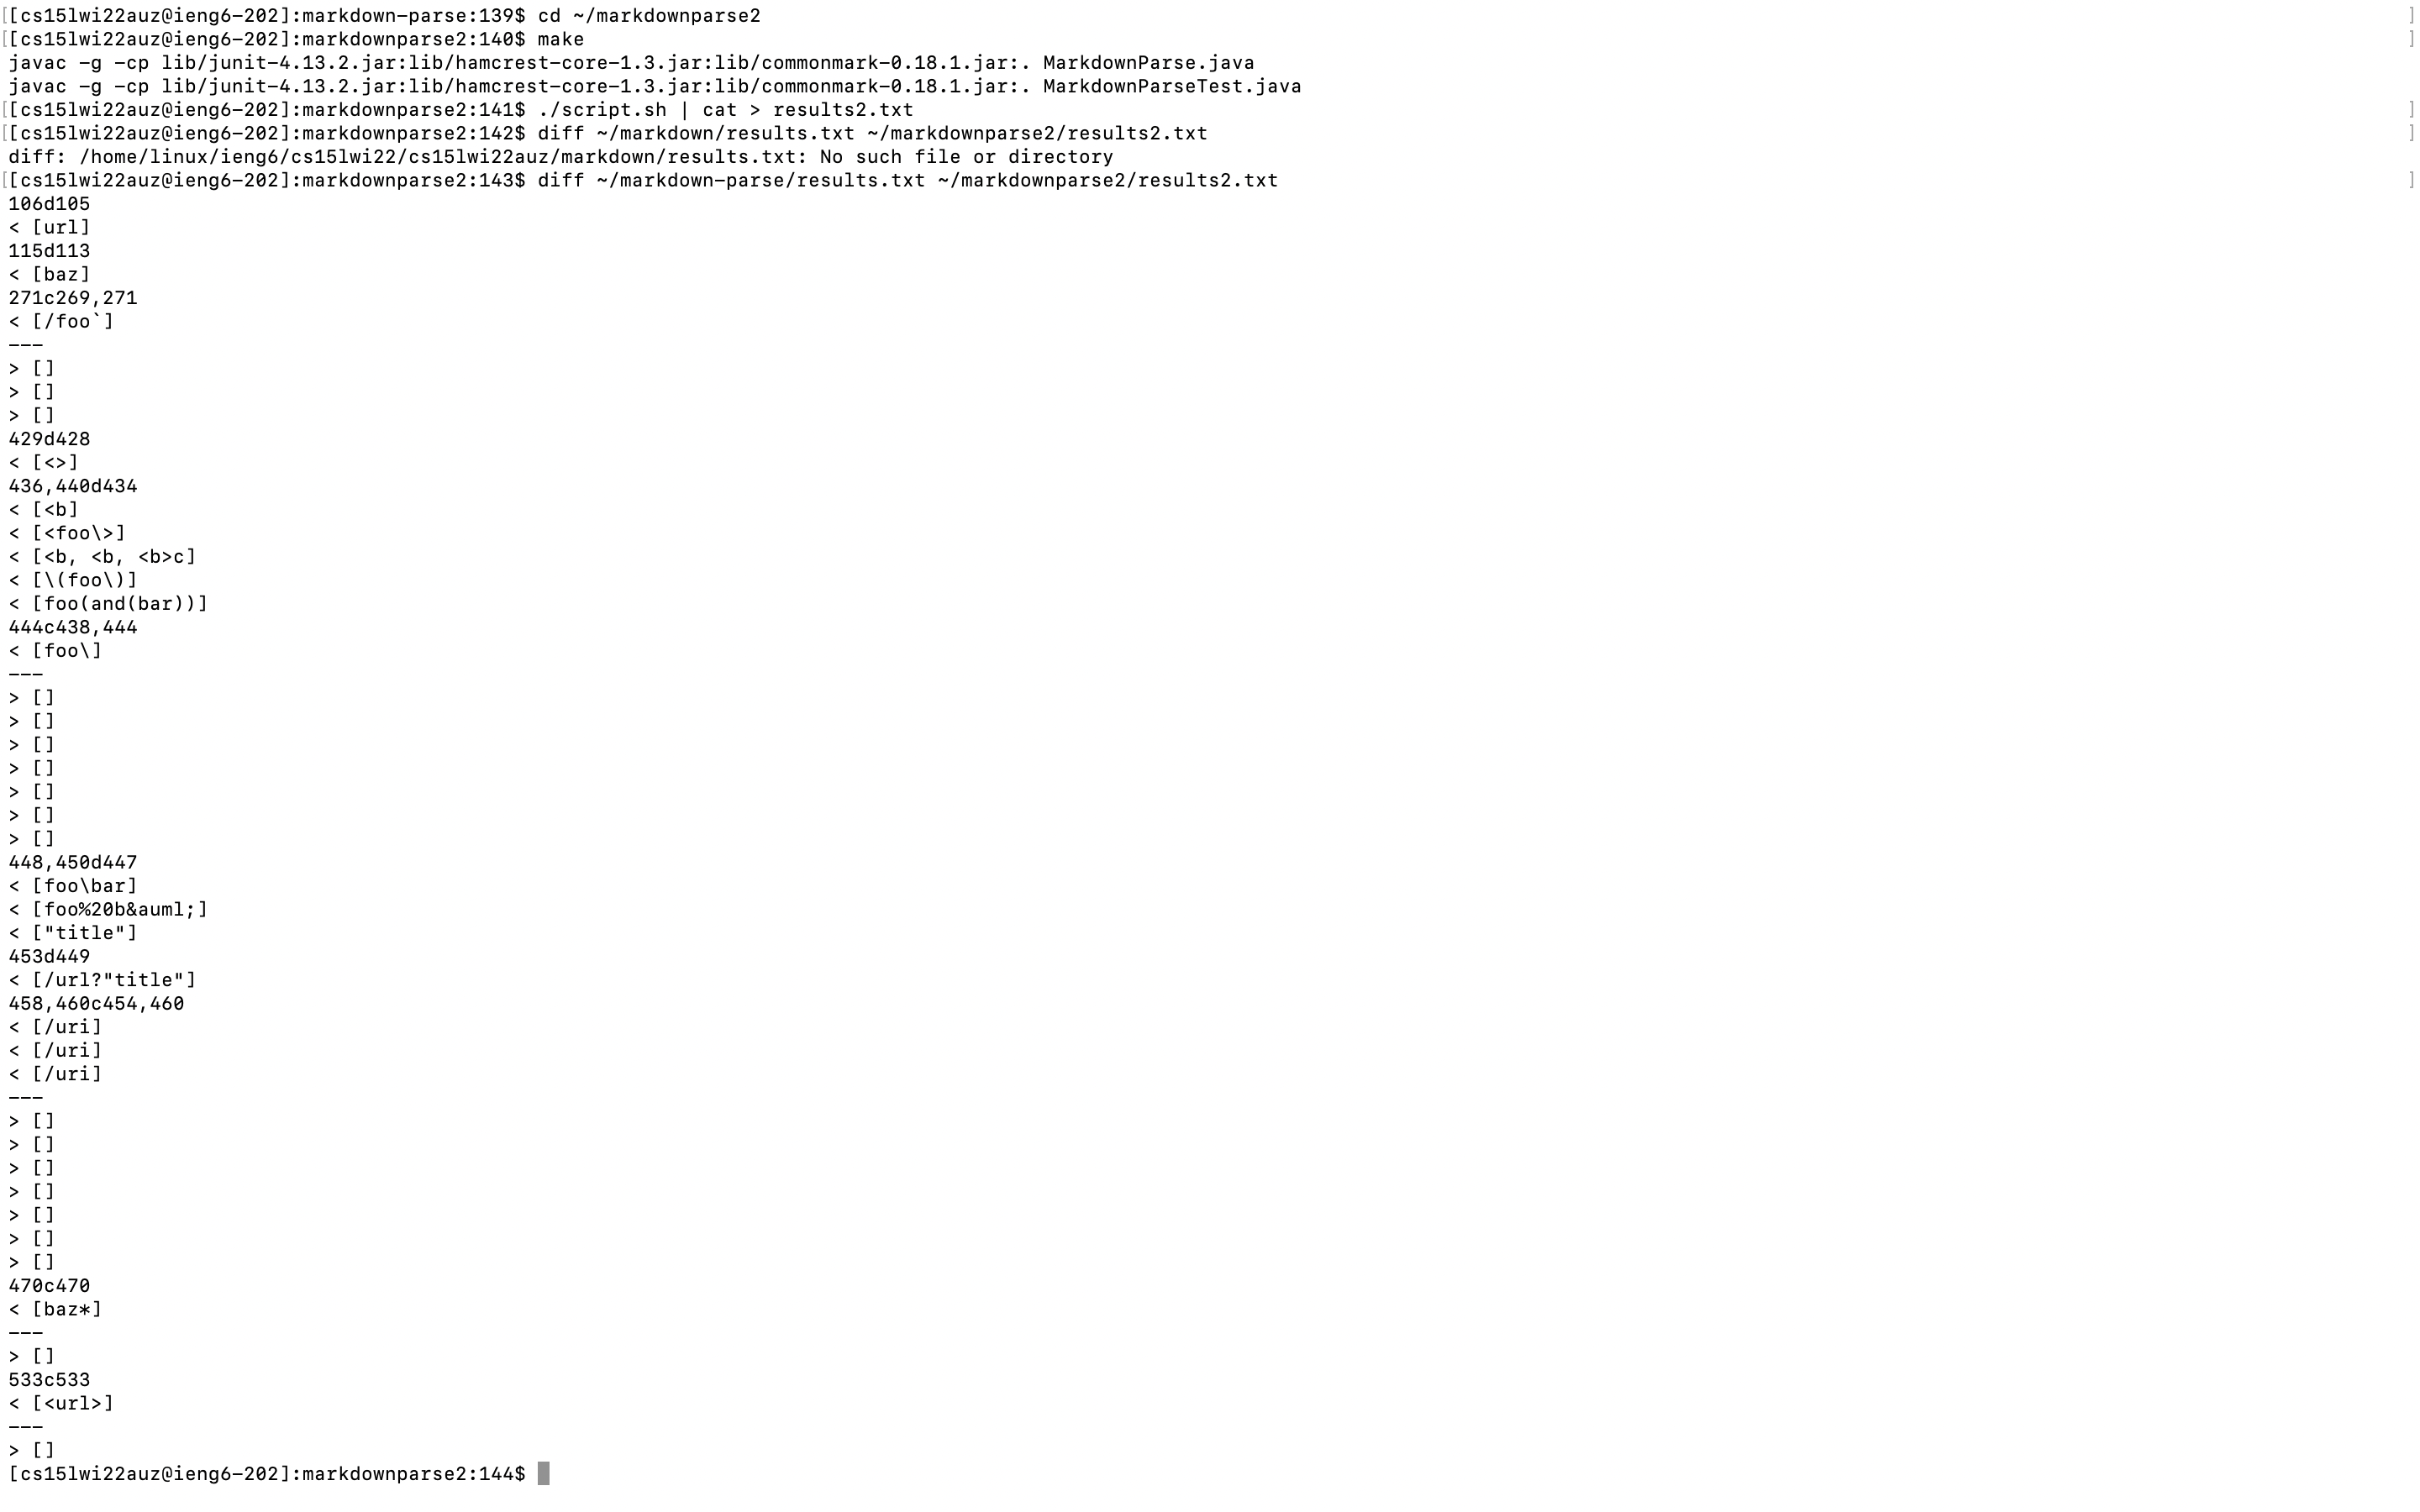 [[cs15lwi22auz@ieng6-202]:markdown-parse:139$ cd ~/markdownparse2 ]
[[cs15lwi22auz@ieng6-202]:markdownparse2:140$ make ]
javac -g -cp lib/junit-4.13.2.jar:lib/hamcrest-core-1.3.jar:lib/commonmark-0.18.1.jar:. MarkdownParse.java
javac -g -cp lib/junit-4.13.2.jar:lib/hamcrest-core-1.3.jar:lib/commonmark-0.18.1.jar:. MarkdownParseTest.java
[[cs15lwi22auz@ieng6-202]:markdownparse2:141$ ./script.sh | cat > results2.txt ]
[[cs15lwi22auz@ieng6-202]:markdownparse2:142$ diff ~/markdown/results.txt ~/markdownparse2/results2.txt ]
diff: /home/linux/ieng6/cs15lwi22/cs15lwi22auz/markdown/results.txt: No such file or directory
[[cs15lwi22auz@ieng6-202]:markdownparse2:143$ diff ~/markdown-parse/results.txt ~/markdownparse2/results2.txt ]
106d105
< [url]
115d113
< [baz]
271c269,271
< [/foo`]
---
> []
> []
> []
429d428
< [<>]
436,440d434
< [<b]
< [<foo\>]
< [<b, <b, <b>c]
< [\(foo\)]
< [foo(and(bar))]
444c438,444
< [foo\]
---
> []
> []
> []
> []
> []
> []
> []
448,450d447
< [foo\bar]
< [foo%20b&auml;]
< ["title"]
453d449
< [/url?"title"]
458,460c454,460
< [/uri]
< [/uri]
< [/uri]
---
> []
> []
> []
> []
> []
> []
> []
470c470
< [baz*]
---
> []
533c533
< [<url>]
---
> []
[cs15lwi22auz@ieng6-202]:markdownparse2:144$